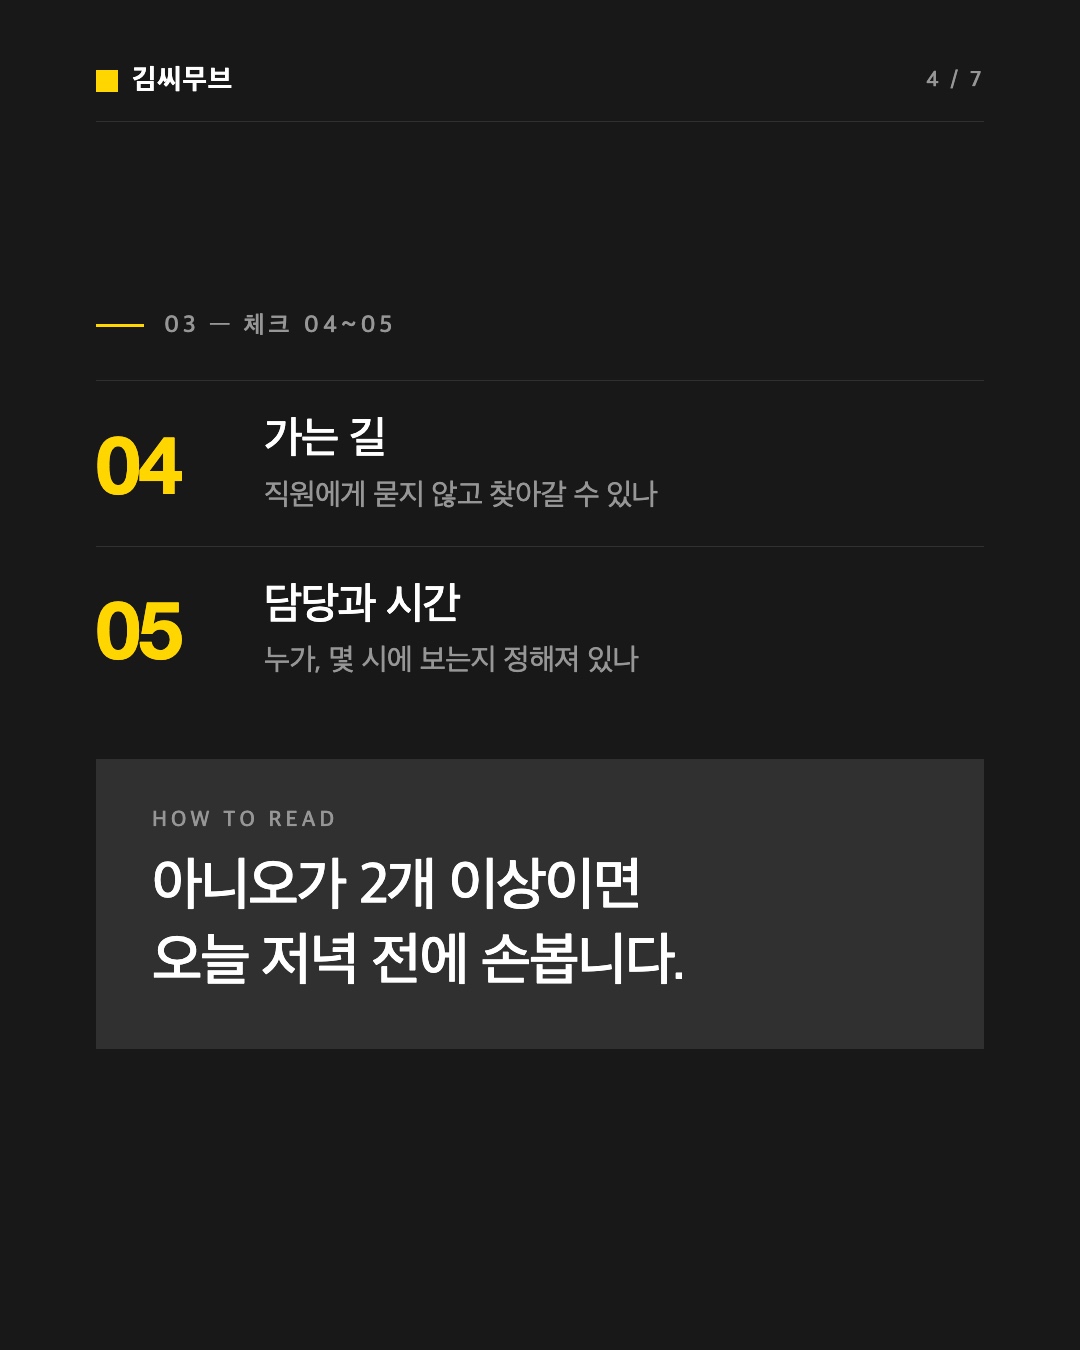 김씨무브
4 / 7
03 — 체크 04~05
04
가는 길
직원에게 묻지 않고 찾아갈 수 있나
05
담당과 시간
누가, 몇 시에 보는지 정해져 있나
HOW TO READ
아니오가 2개 이상이면
오늘 저녁 전에 손봅니다.